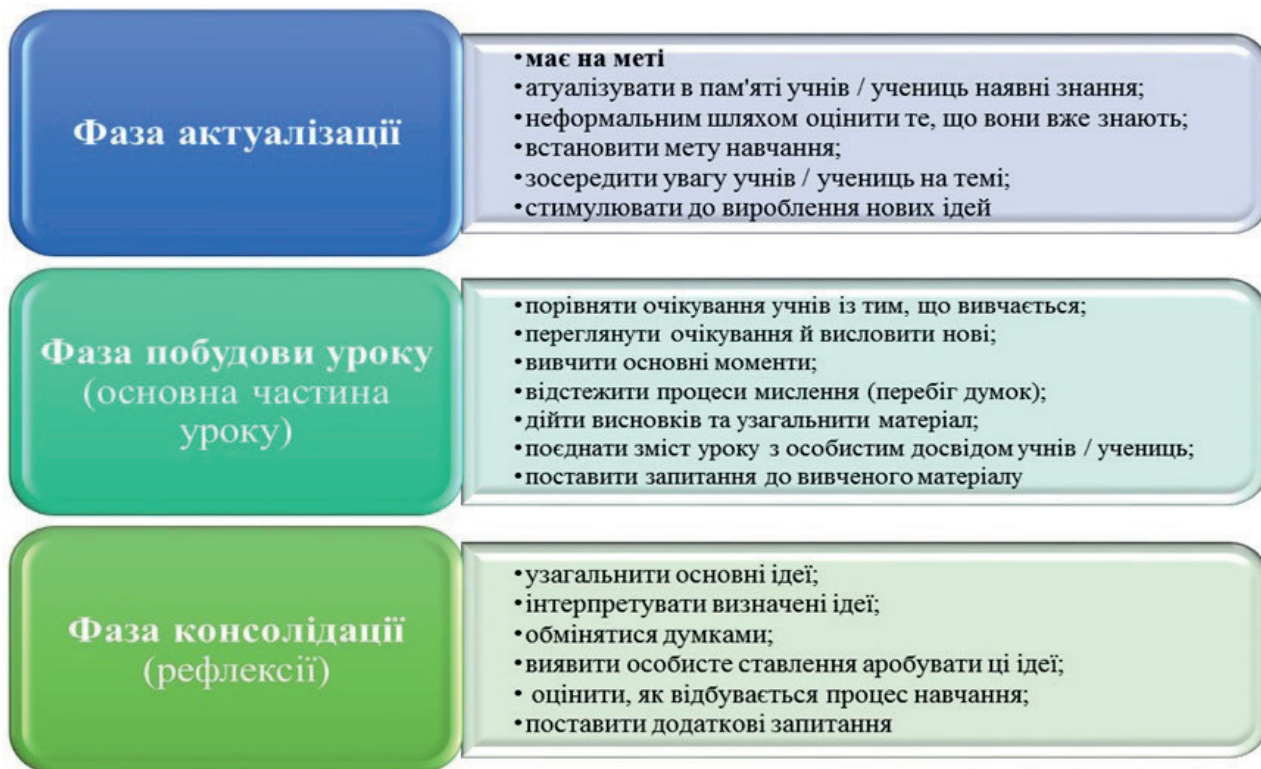 Фаза актуалізації
•має на меті
•атуалізувати в пам'яті учнів / учениць наявні знання;
•неформальним шляхом оцінити те, що вони вже знають;
•встановити мету навчання;
•зосередити увагу учнів / учениць на темі;
•стимулювати до вироблення нових ідей
Фаза побудови уроку
(основна частина
уроку)
•порівняти очікування учнів із тим, що вивчається;
•переглянути очікування й висловити нові;
•вивчити основні моменти;
•відстежити процеси мислення (перебіг думок);
•дійти висновків та узагальнити матеріал;
•поєднати зміст уроку з особистим досвідом учнів / учениць;
•поставити запитання до вивченого матеріалу
Фаза консолідації
(рефлексії)
•узагальнити основні ідеї;
•інтерпретувати визначені ідеї;
•обмінятися думками;
•виявити особисте ставлення аробувати ці ідеї;
• оцінити, як відбувається процес навчання;
•поставити додаткові запитання